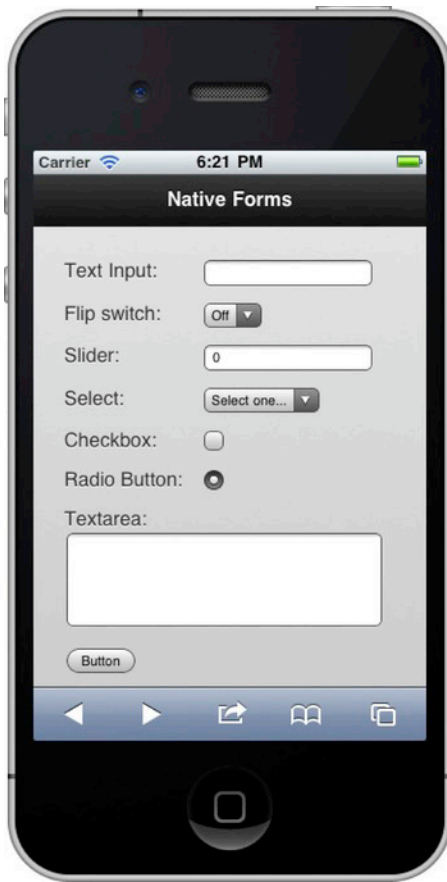 Carrier 6:21 PM
Native Forms
Text Input:
Flip switch: Off
Slider: 0
Select: Select one...
Checkbox:
Radio Button:
Textarea:
Button